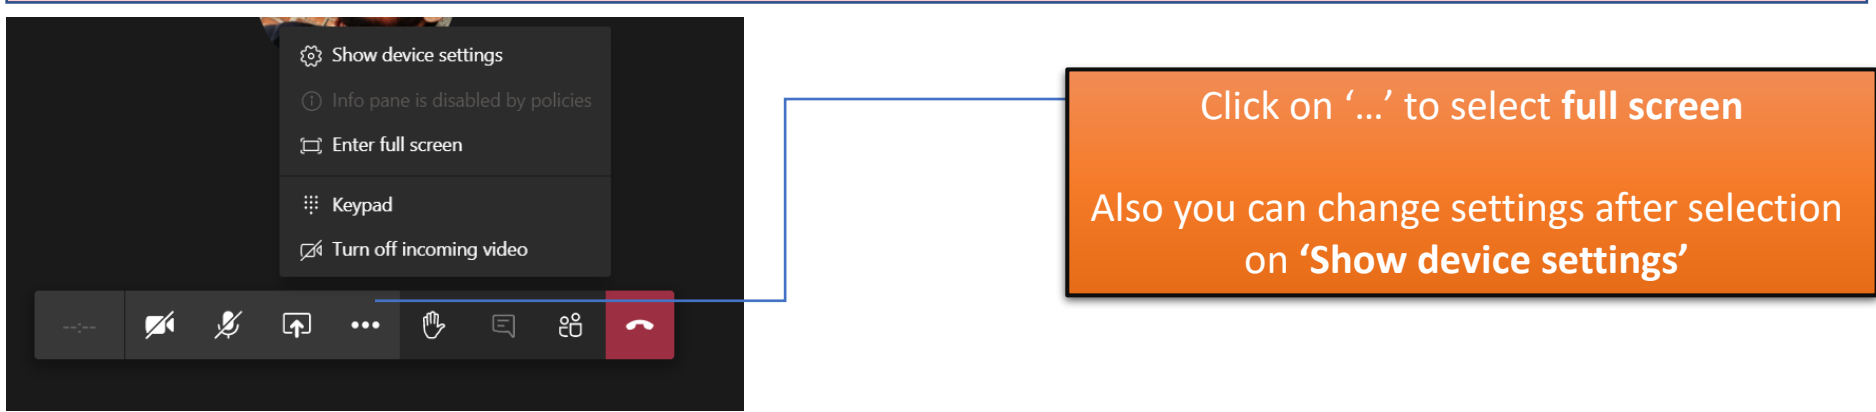 Show device settings
Info pane is disabled by policies
Enter full screen
Keypad
Turn off incoming video
--:--
Click on ‘…’ to select full screen
Also you can change settings after selection
on ‘Show device settings’